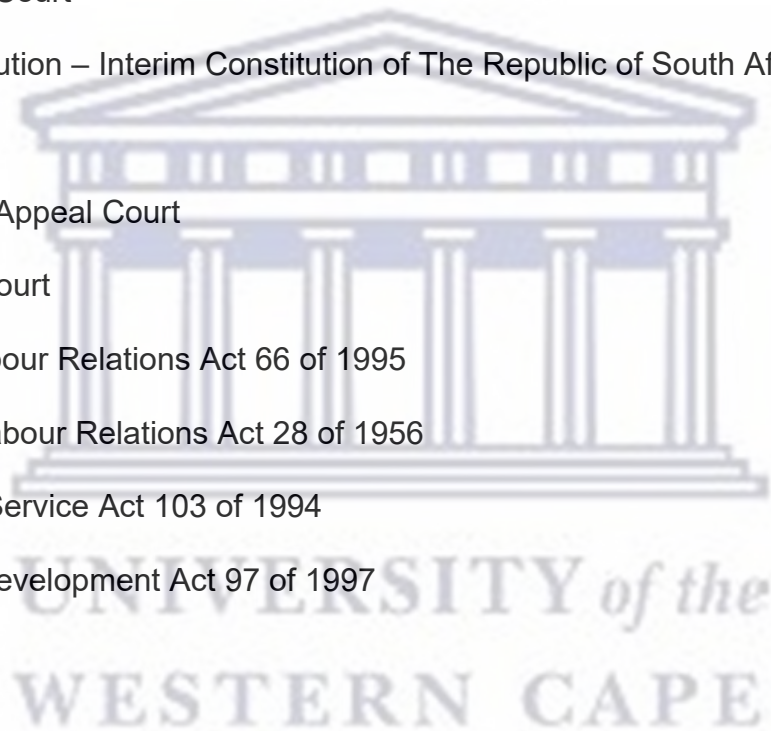 ution – Interim Constitution of The Republic of South Af
Appeal Court
ourt
our Relations Act 66 of 1995
abour Relations Act 28 of 1956
Service Act 103 of 1994
evelopment Act 97 of 1997
UNIVERSITY of the
WESTERN CAPE